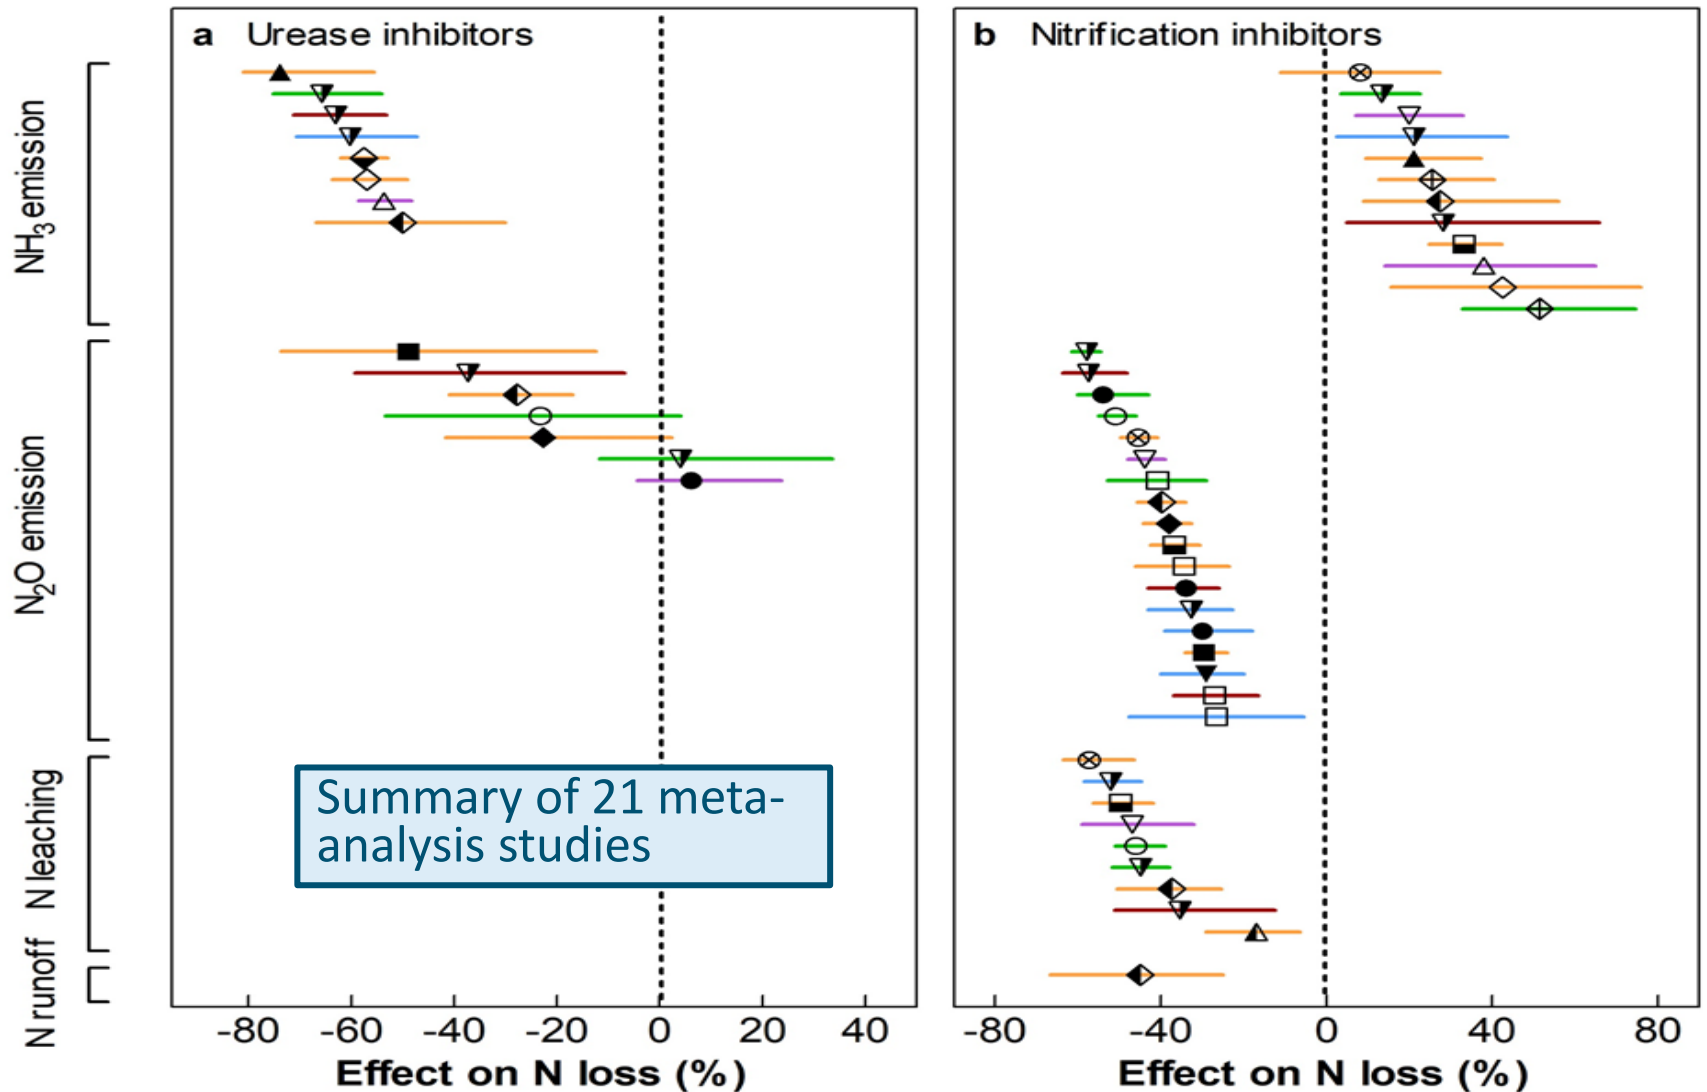 a Urease inhibitors
b Nitrification inhibitors
NH₃ emission
N₂O emission
N leaching
N runoff
Summary of 21 meta-
analysis studies
-80 -60 -40 -20 0 20 40
-80 -40 0 40 80
Effect on N loss (%)
Effect on N loss (%)